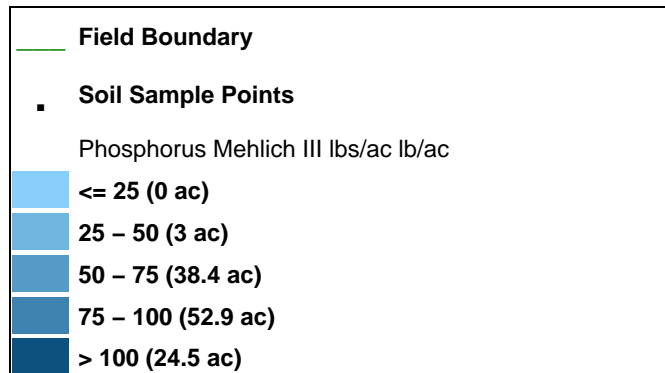 Field Boundary
Soil Sample Points
Phosphorus Mehlich III lbs/ac lb/ac
<= 25 (0 ac)
25 – 50 (3 ac)
50 – 75 (38.4 ac)
75 – 100 (52.9 ac)
> 100 (24.5 ac)